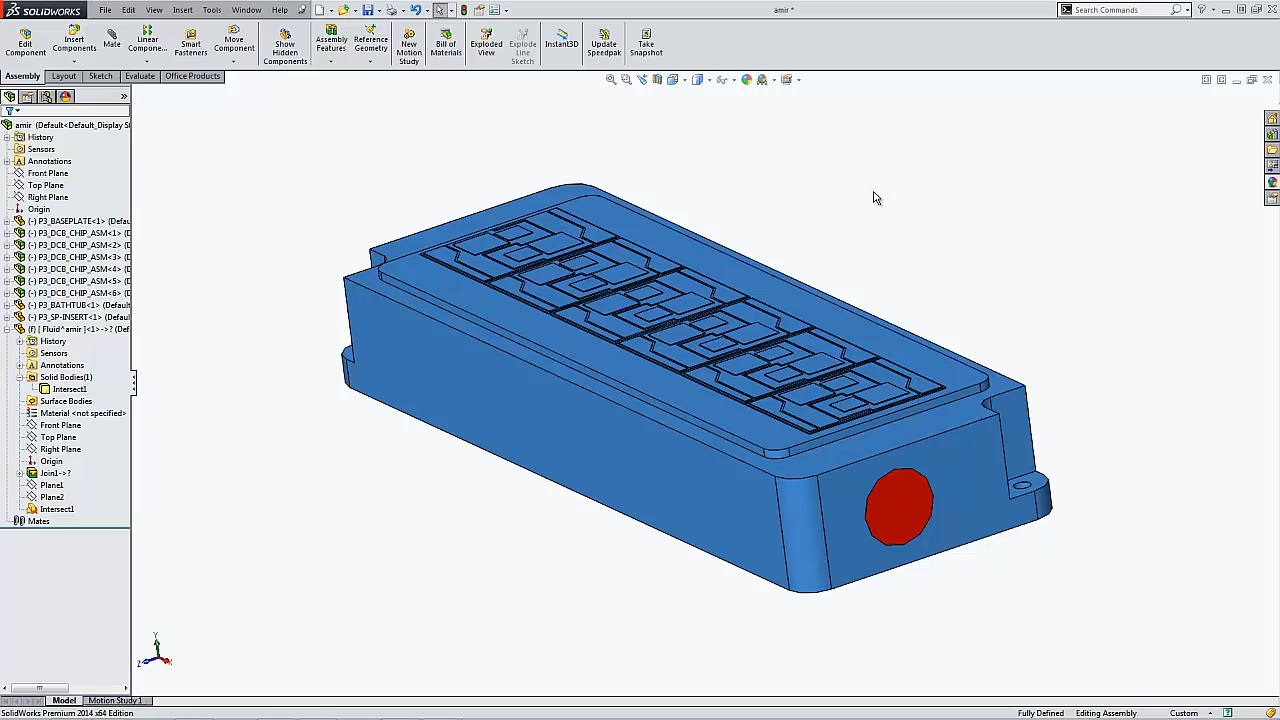 SOLIDWORKS File Edit View Insert Tools Window Help amir * Search Commands
Edit Component
Insert Components
Mate
Linear Compone...
Smart Fasteners
Move Component
Show Hidden Components
Assembly Features
Reference Geometry
New Motion Study
Bill of Materials
Exploded View
Explode Line Sketch
Instant3D
Update Speedpak
Take Snapshot
Assembly Layout Sketch Evaluate Office Products
amir (Default<Default_Display St
History
Sensors
Annotations
Front Plane
Top Plane
Right Plane
Origin
(-) P3_BASEPLATE<1> (Defau
(-) P3_DCB_CHIP_ASM<1> (D
(-) P3_DCB_CHIP_ASM<2> (D
(-) P3_DCB_CHIP_ASM<3> (D
(-) P3_DCB_CHIP_ASM<4> (D
(-) P3_DCB_CHIP_ASM<5> (D
(-) P3_DCB_CHIP_ASM<6> (D
(-) P3_BATHTUB<1> (Default
(-) P3_SP-INSERT<1> (Defau
(f) [ Fluid^amir ]<1>->? (Def
History
Sensors
Annotations
Solid Bodies(1)
Intersect1
Surface Bodies
Material <not specified>
Front Plane
Top Plane
Right Plane
Origin
Join1->?
Plane1
Plane2
Intersect1
Mates
Y
Z X
Model Motion Study 1
SolidWorks Premium 2014 x64 Edition Fully Defined Editing Assembly Custom